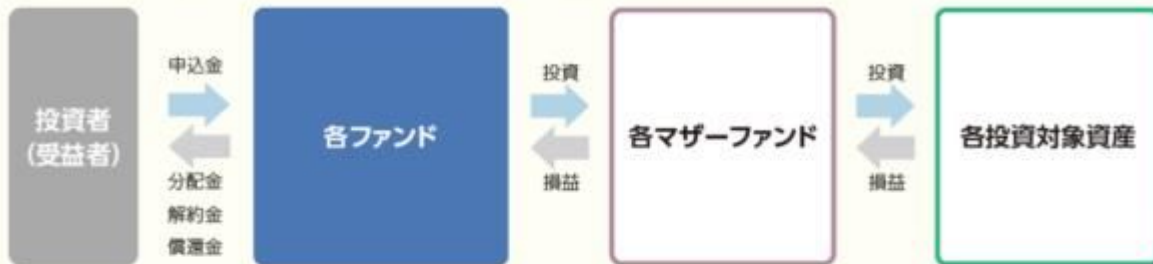 投資者
(受益者)
申込金
分配金
解約金
償還金
各ファンド
投資
損益
各マザーファンド
投資
損益
各投資対象資産